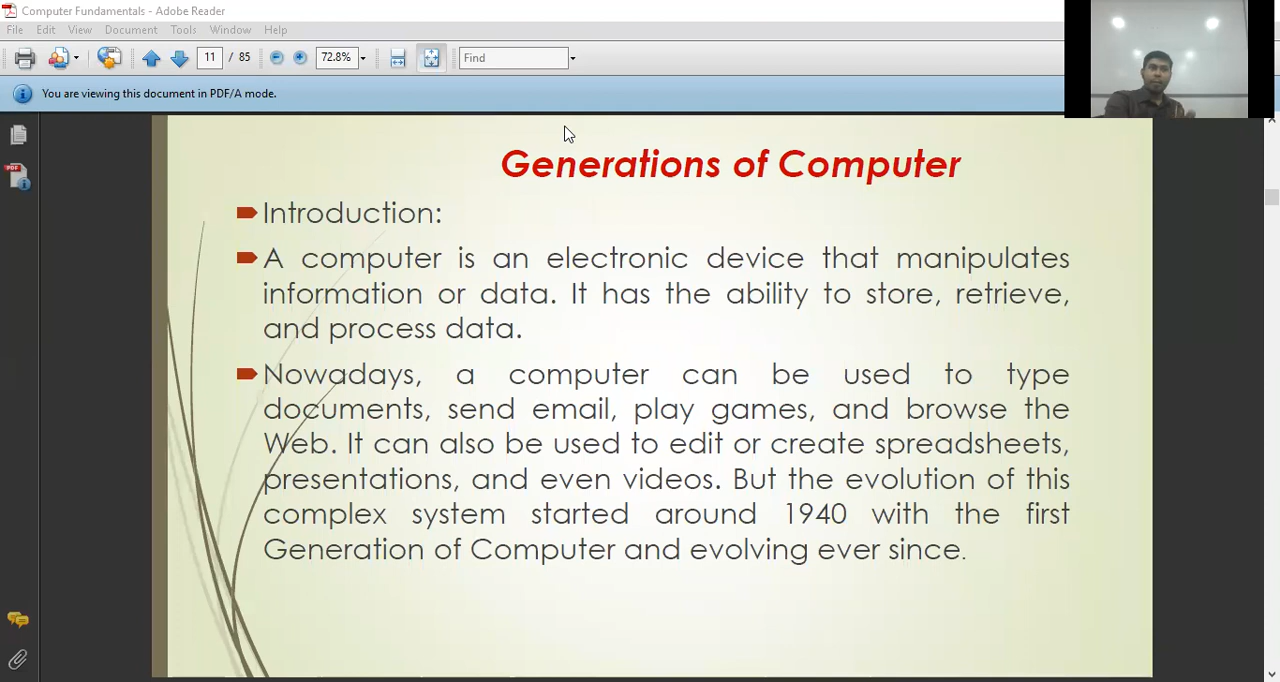 Computer Fundamentals - Adobe Reader
File Edit View Document Tools Window Help
11 / 85 72.8% Find
You are viewing this document in PDF/A mode.
Generations of Computer
Introduction:
A computer is an electronic device that manipulates
information or data. It has the ability to store, retrieve,
and process data.
Nowadays, a computer can be used to type
documents, send email, play games, and browse the
Web. It can also be used to edit or create spreadsheets,
presentations, and even videos. But the evolution of this
complex system started around 1940 with the first
Generation of Computer and evolving ever since.